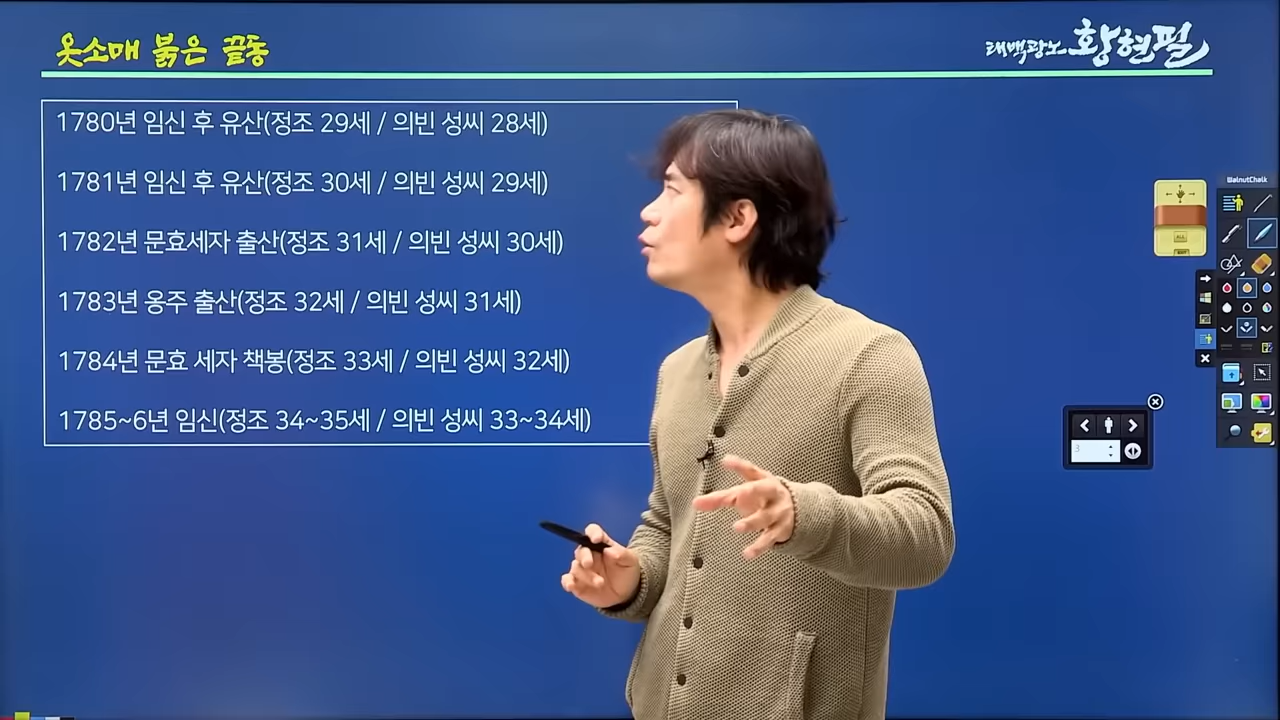 옷소매 붉은 끝동
태백광노 황현필
1780년 임신 후 유산(정조 29세 / 의빈 성씨 28세)
1781년 임신 후 유산(정조 30세 / 의빈 성씨 29세)
1782년 문효세자 출산(정조 31세 / 의빈 성씨 30세)
1783년 옹주 출산(정조 32세 / 의빈 성씨 31세)
1784년 문효 세자 책봉(정조 33세 / 의빈 성씨 32세)
1785~6년 임신(정조 34~35세 / 의빈 성씨 33~34세)
WalnutChalk
ALL
EXIT
3